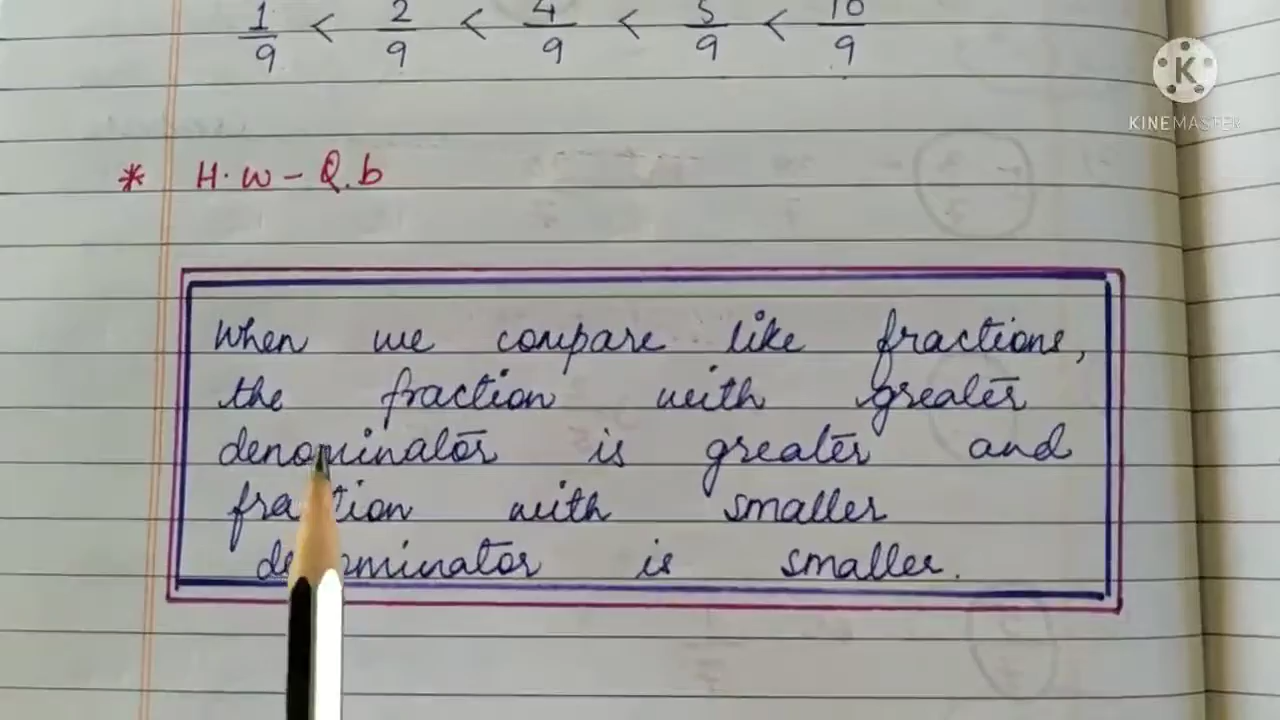 1/9 < 2/9 < 4/9 < 5/9 < 10/9
K
KINEMASTER
* H.W - Q.b
When we compare like fractions,
the fraction with greater
denominator is greater and
fraction with smaller
denominator is smaller.